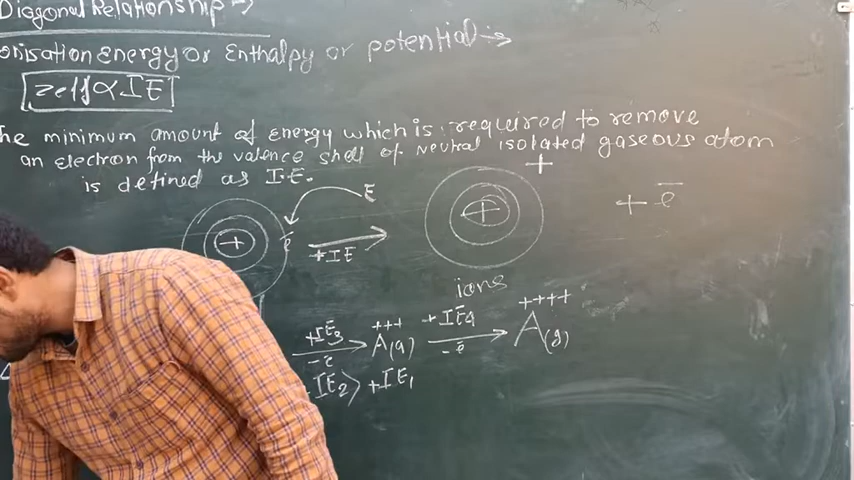 Diagonal Relationship →
onisation Energy or Enthalpy or potential →
Zeff ∝ IE
he minimum amount of energy which is required to remove
an electron from the valence shell of neutral isolated gaseous atom
is defined as I.E.
+
E
+ ē
+ ē +IE +
ions
+IE3 +++ +IE4 ++++
-ē A(g) -ē A(g)
IE2> +IE1